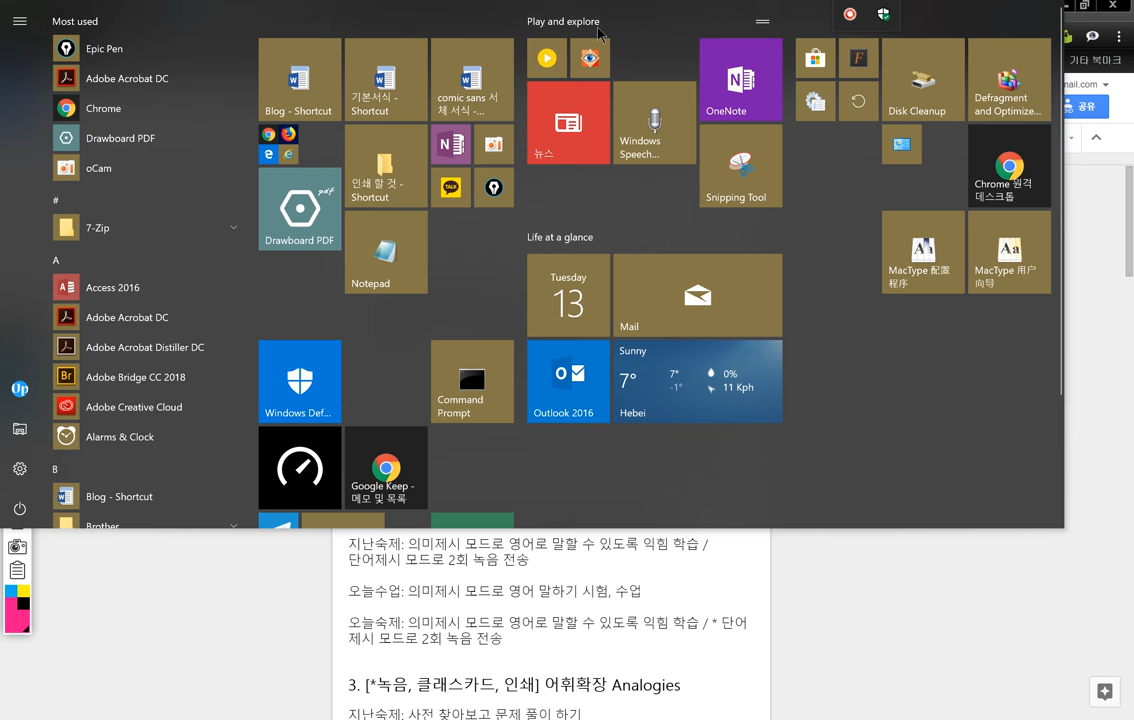 Most used
Epic Pen
Adobe Acrobat DC
Chrome
Drawboard PDF
oCam
#
7-Zip
A
Access 2016
Adobe Acrobat DC
Adobe Acrobat Distiller DC
Adobe Bridge CC 2018
Adobe Creative Cloud
Alarms & Clock
B
Blog - Shortcut
Brother
Blog - Shortcut
기본서식 -
Shortcut
comic sans 서
체 서식 -...
인쇄 할 것 -
Shortcut
TALK
pdf
Drawboard PDF
Notepad
Windows Def...
Command
Prompt
Google Keep -
메모 및 목록
Play and explore
뉴스
Windows
Speech...
OneNote
Snipping Tool
Life at a glance
Tuesday
13
Mail
Outlook 2016
Sunny
7°
7°
-1°
0%
11 Kph
Hebei
Disk Cleanup
Defragment
and Optimize...
Chrome 원격
데스크톱
MacType 配置
程序
MacType 用户
向导
기타 북마크
mail.com
공유
지난숙제: 의미제시 모드로 영어로 말할 수 있도록 익힘 학습 /
단어제시 모드로 2회 녹음 전송
오늘수업: 의미제시 모드로 영어 말하기 시험, 수업
오늘숙제: 의미제시 모드로 영어로 말할 수 있도록 익힘 학습 / * 단어
제시 모드로 2회 녹음 전송
3. [*녹음, 클래스카드, 인쇄] 어휘확장 Analogies
지난숙제: 사전 찾아보고 문제 풀이 하기